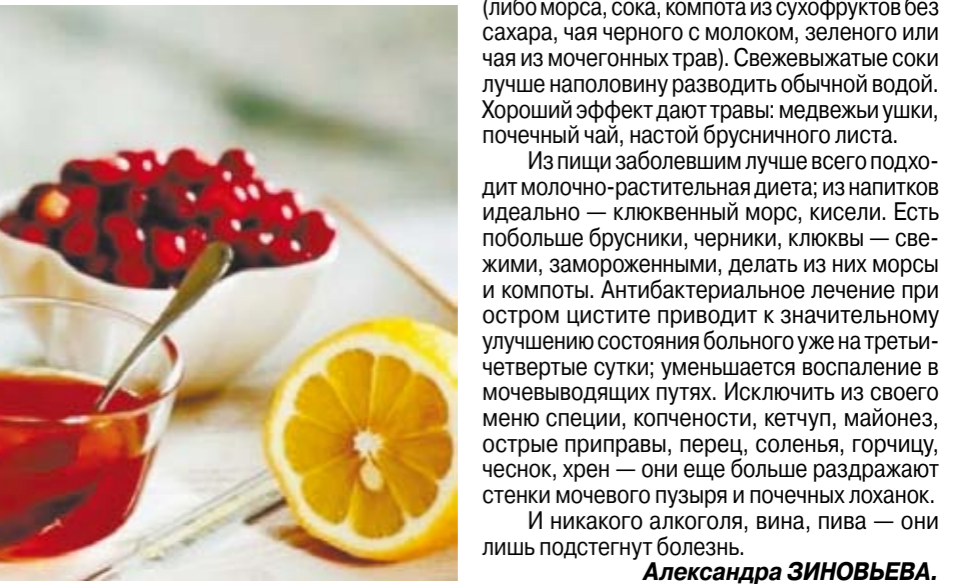 (либо морса, сока, компота из сухофруктов без
сахара, чая черного с молоком, зеленого или
чая из мочегонных трав). Свежевыжатые соки
лучше наполовину разводить обычной водой.
Хороший эффект дают травы: медвежьи ушки,
почечный чай, настой брусничного листа.
Из пищи заболевшим лучше всего подхо-
дит молочно-растительная диета; из напитков
идеально — клюквенный морс, кисели. Есть
побольше брусники, черники, клюквы — све-
жими, замороженными, делать из них морсы
и компоты. Антибактериальное лечение при
остром цистите приводит к значительному
улучшению состояния больного уже на третьи-
четвертые сутки; уменьшается воспаление в
мочевыводящих путях. Исключить из своего
меню специи, копчености, кетчуп, майонез,
острые приправы, перец, соленья, горчицу,
чеснок, хрен — они еще больше раздражают
стенки мочевого пузыря и почечных лоханок.
И никакого алкоголя, вина, пива — они
лишь подстегнут болезнь.
Александра ЗИНОВЬЕВА.